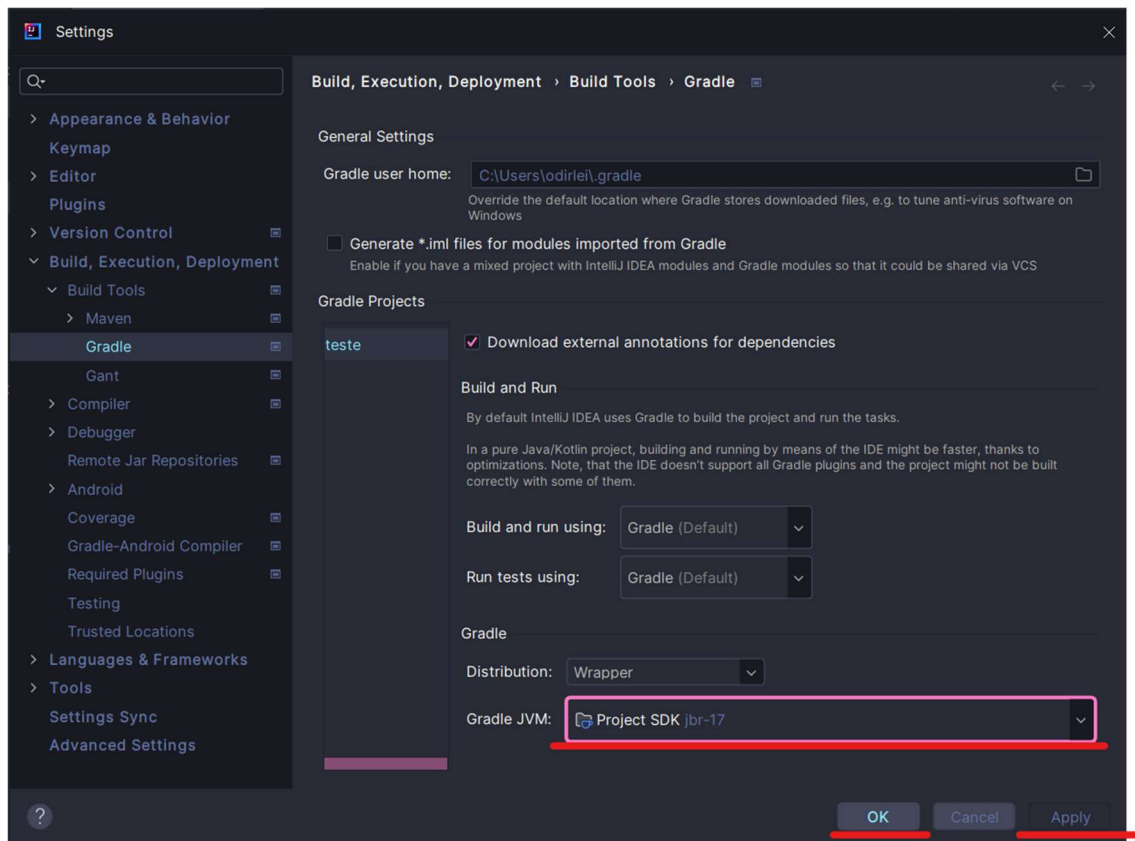 Settings
Build, Execution, Deployment › Build Tools › Gradle
Appearance & Behavior
Keymap
Editor
Plugins
Version Control
Build, Execution, Deployment
Build Tools
Maven
Gradle
Gant
Compiler
Debugger
Remote Jar Repositories
Android
Coverage
Gradle-Android Compiler
Required Plugins
Testing
Trusted Locations
Languages & Frameworks
Tools
Settings Sync
Advanced Settings
General Settings
Gradle user home: C:\Users\odirlei\.gradle
Override the default location where Gradle stores downloaded files, e.g. to tune anti-virus software on
Windows
Generate *.iml files for modules imported from Gradle
Enable if you have a mixed project with IntelliJ IDEA modules and Gradle modules so that it could be shared via VCS
Gradle Projects
teste
Download external annotations for dependencies
Build and Run
By default IntelliJ IDEA uses Gradle to build the project and run the tasks.
In a pure Java/Kotlin project, building and running by means of the IDE might be faster, thanks to
optimizations. Note, that the IDE doesn't support all Gradle plugins and the project might not be built
correctly with some of them.
Build and run using: Gradle (Default)
Run tests using: Gradle (Default)
Gradle
Distribution: Wrapper
Gradle JVM: Project SDK jbr-17
?
OK
Cancel
Apply